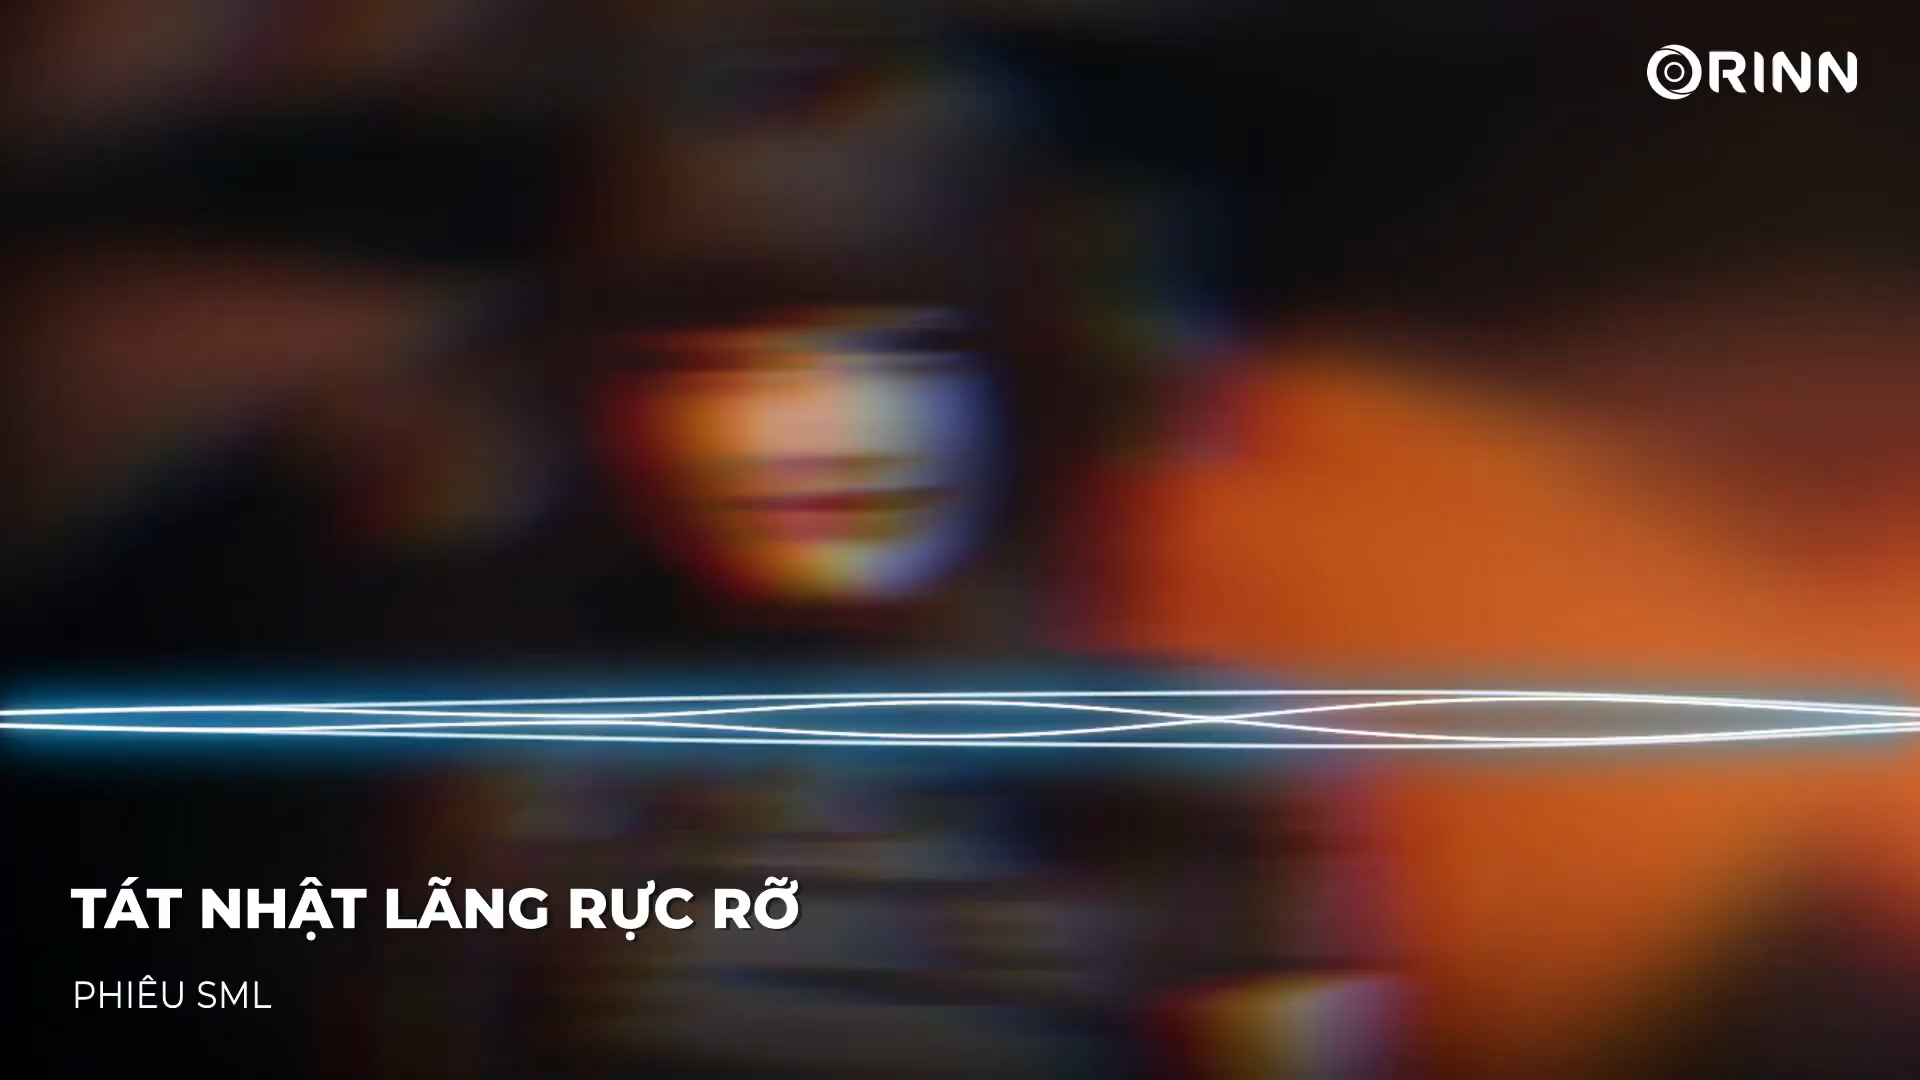 ORINN
TÁT NHẬT LÃNG RỰC RỠ
PHIÊU SML